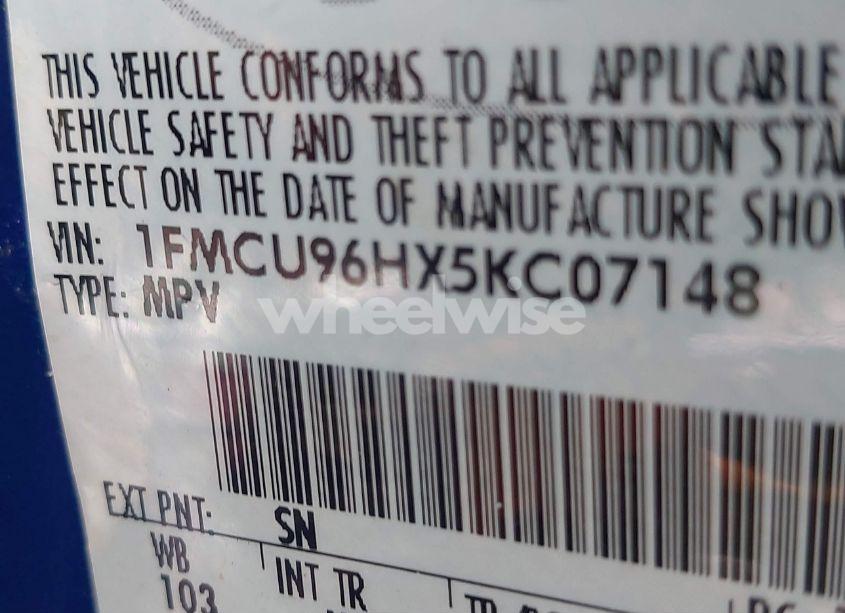 THIS VEHICLE CONFORMS TO ALL APPLICABLE
VEHICLE SAFETY AND THEFT PREVENTION
EFFECT ON THE DATE OF MANUFACTURE
VIN: 1FMCU96HX5KC07148
TYPE: MPV
wheelwise
EXT PNT: SN
WB INT TR
103